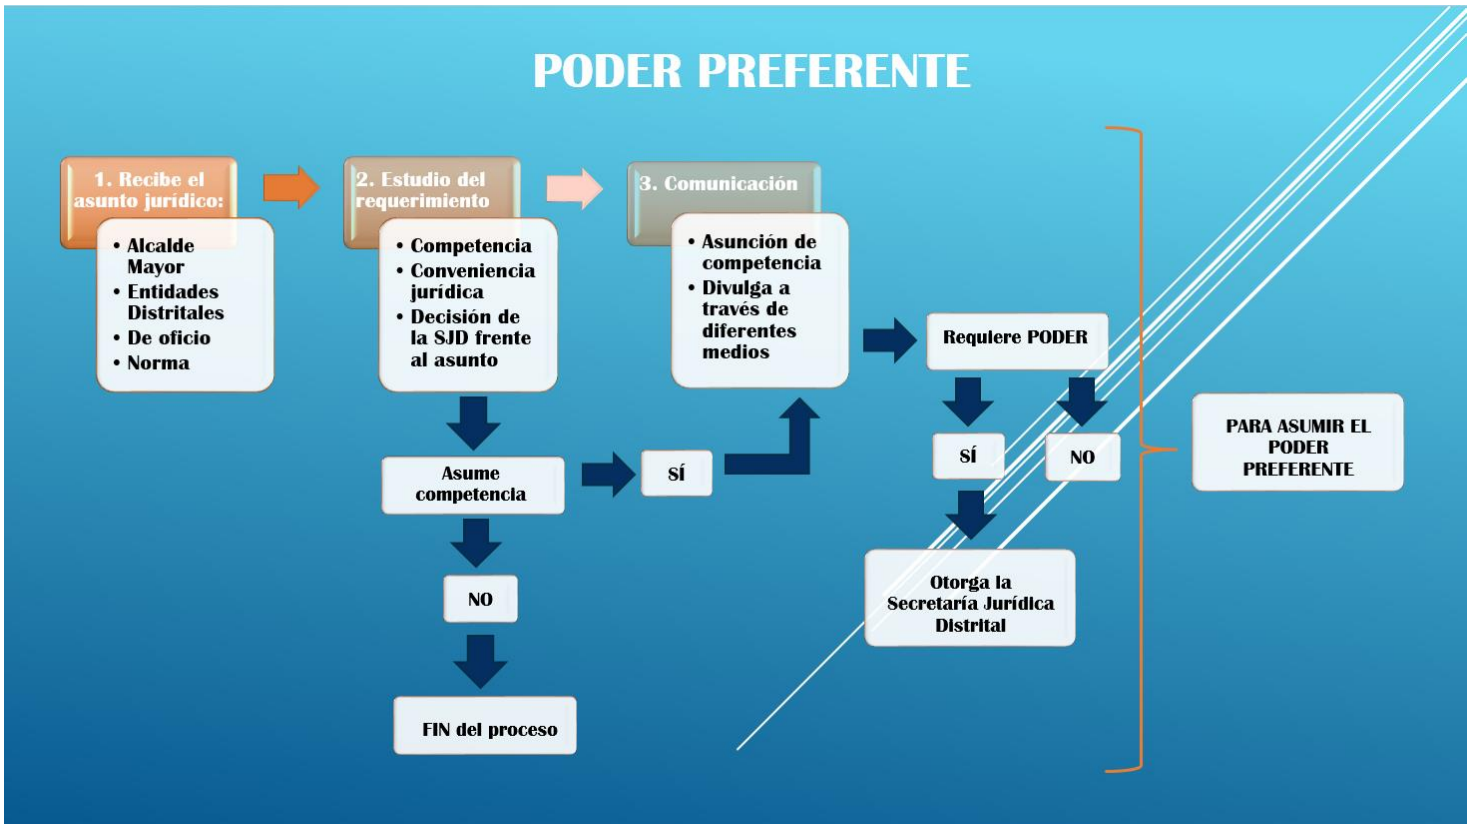 PODER PREFERENTE
1. Recibe el
asunto jurídico:
• Alcalde
Mayor
• Entidades
Distritales
• De oficio
• Norma
2. Estudio del
requerimiento
• Competencia
• Conveniencia
jurídica
• Decisión de
la SJD frente
al asunto
3. Comunicación
• Asunción de
competencia
• Divulga a
través de
diferentes
medios
Requiere PODER
SÍ
NO
Otorga la
Secretaría Jurídica
Distrital
Asume
competencia
SÍ
NO
FIN del proceso
PARA ASUMIR EL
PODER
PREFERENTE